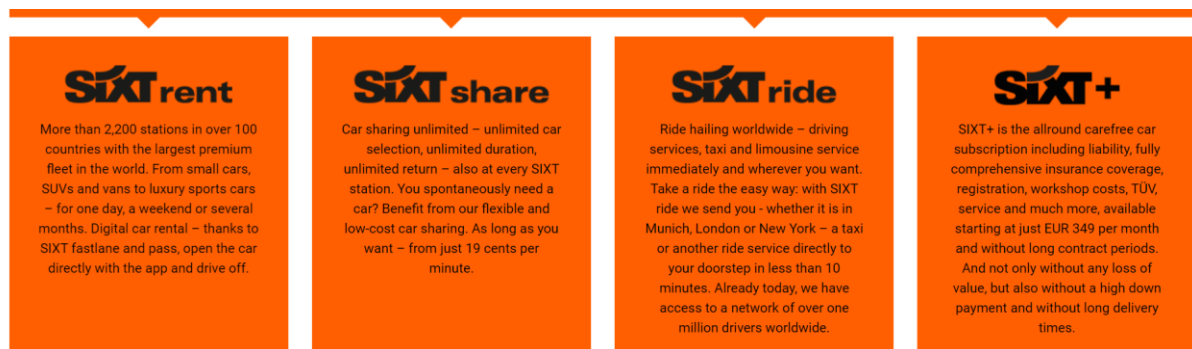 SIXT rent
More than 2,200 stations in over 100
countries with the largest premium
fleet in the world. From small cars,
SUVs and vans to luxury sports cars
– for one day, a weekend or several
months. Digital car rental – thanks to
SIXT fastlane and pass, open the car
directly with the app and drive off.
SIXT share
Car sharing unlimited – unlimited car
selection, unlimited duration,
unlimited return – also at every SIXT
station. You spontaneously need a
car? Benefit from our flexible and
low-cost car sharing. As long as you
want – from just 19 cents per
minute.
SIXT ride
Ride hailing worldwide – driving
services, taxi and limousine service
immediately and wherever you want.
Take a ride the easy way: with SIXT
ride we send you - whether it is in
Munich, London or New York – a taxi
or another ride service directly to
your doorstep in less than 10
minutes. Already today, we have
access to a network of over one
million drivers worldwide.
SIXT+
SIXT+ is the allround carefree car
subscription including liability, fully
comprehensive insurance coverage,
registration, workshop costs, TÜV,
service and much more, available
starting at just EUR 349 per month
and without long contract periods.
And not only without any loss of
value, but also without a high down
payment and without long delivery
times.